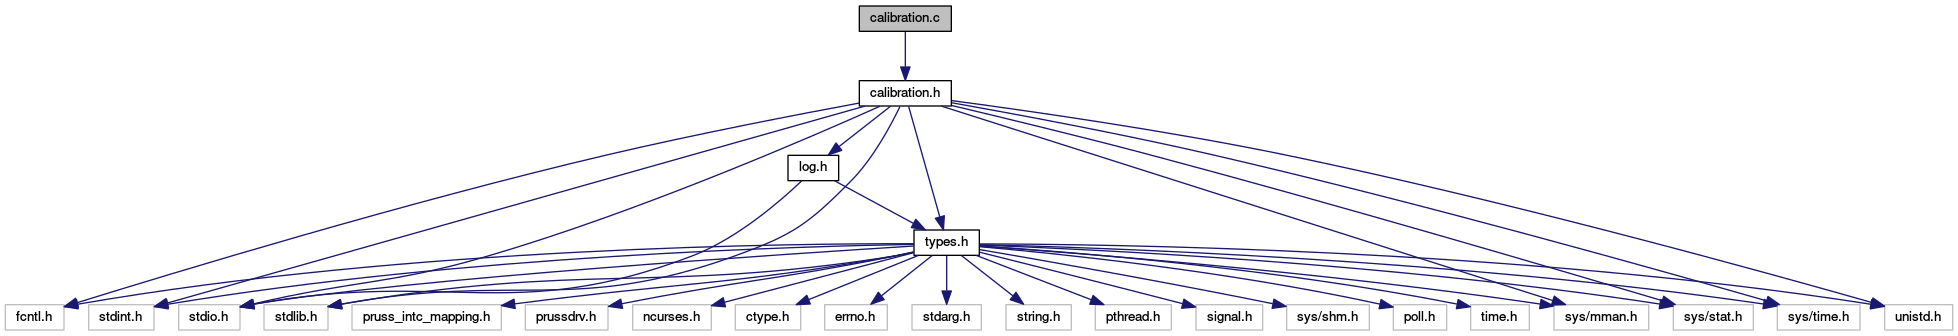 calibration.c
calibration.h
log.h
types.h
fcntl.h
stdint.h
stdio.h
stdlib.h
pruss_intc_mapping.h
prussdrv.h
ncurses.h
ctype.h
errno.h
stdarg.h
string.h
pthread.h
signal.h
sys/shm.h
poll.h
time.h
sys/mman.h
sys/stat.h
sys/time.h
unistd.h